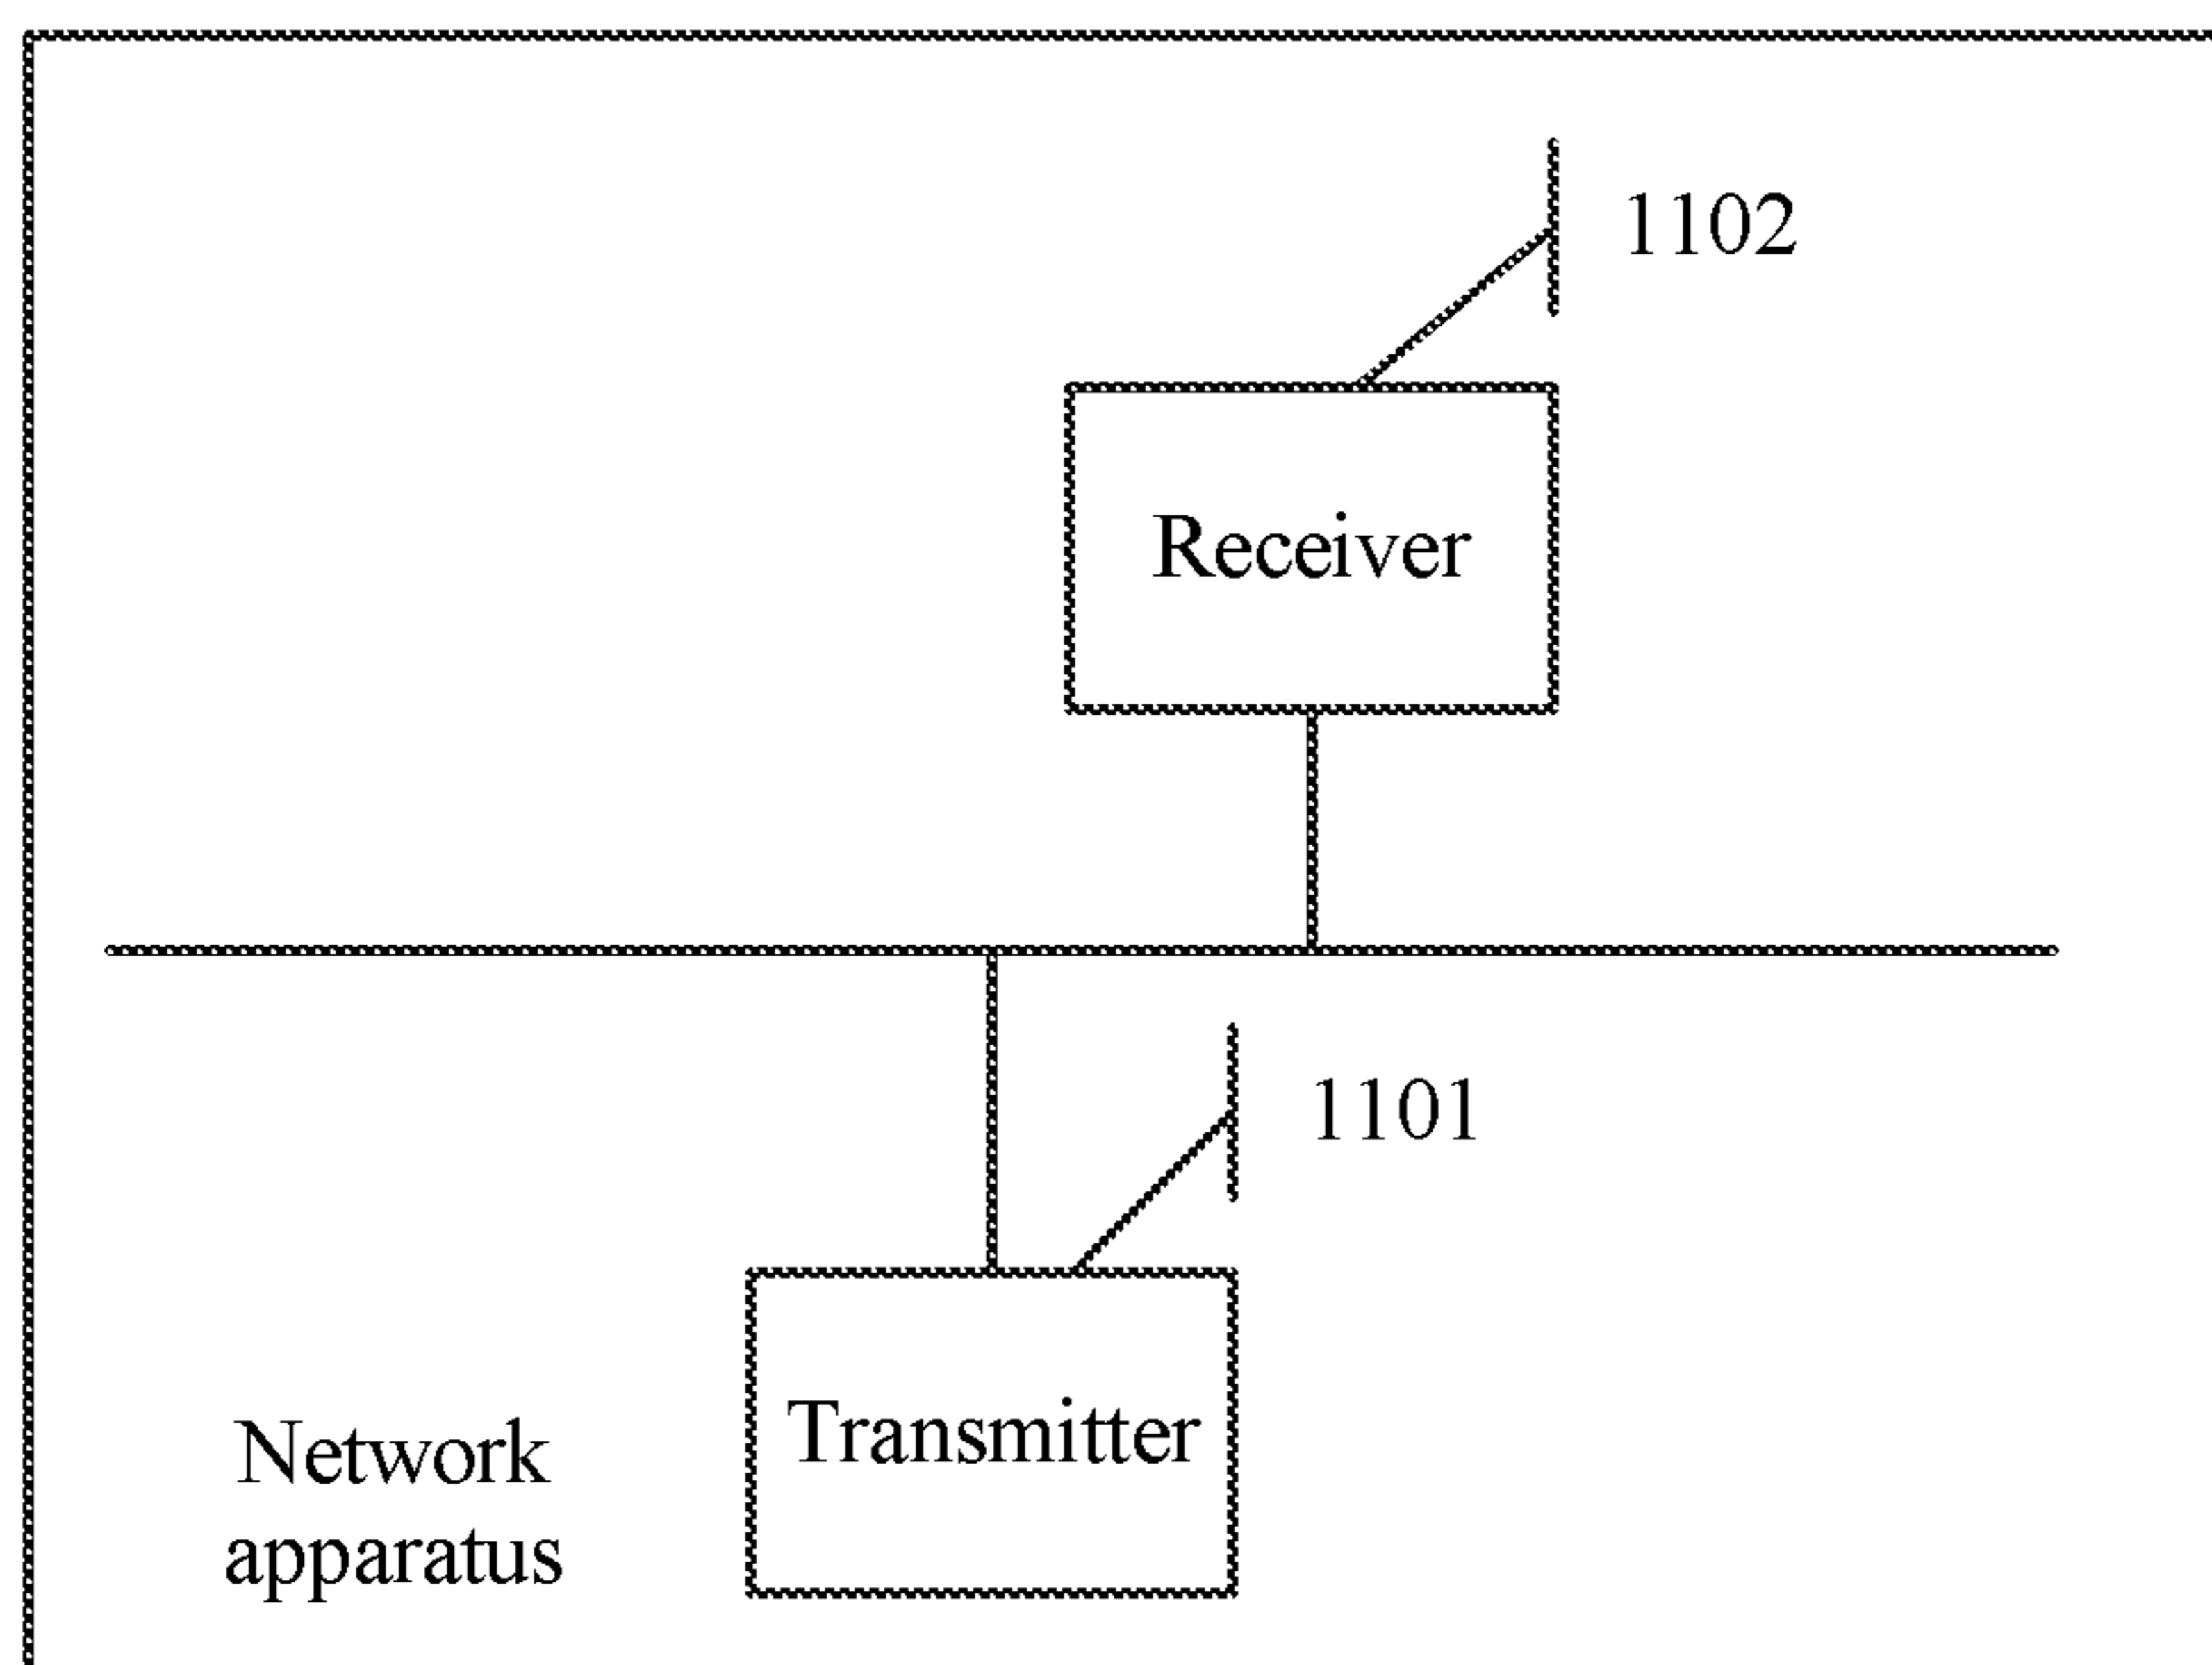 1102
Receiver
1101
Transmitter
Network
apparatus